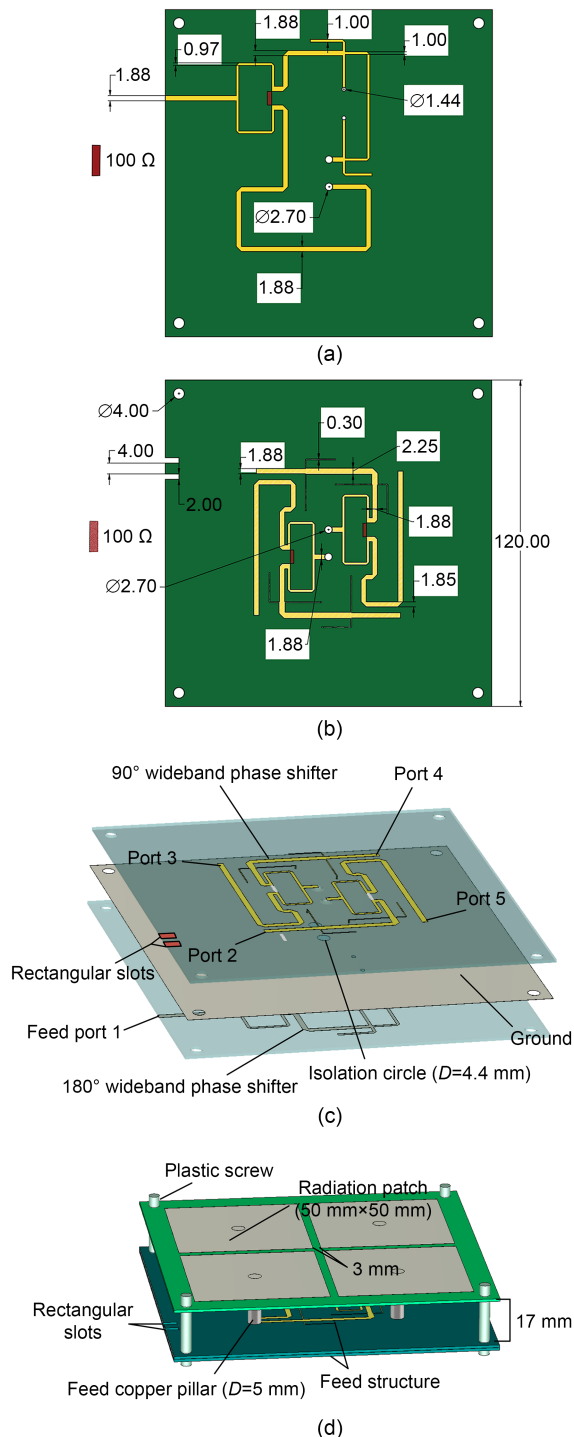 1.88
1.00
0.97
1.00
1.88
∅1.44
100 Ω
∅2.70
1.88
(a)
∅4.00
0.30
4.00
1.88
2.25
2.00
100 Ω
1.88
120.00
∅2.70
1.85
1.88
(b)
90° wideband phase shifter
Port 4
Port 3
Port 5
Port 2
Rectangular slots
Feed port 1
Ground
Isolation circle (D=4.4 mm)
180° wideband phase shifter
(c)
Plastic screw
Radiation patch
(50 mm×50 mm)
3 mm
Rectangular
slots
17 mm
Feed copper pillar (D=5 mm)
Feed structure
(d)